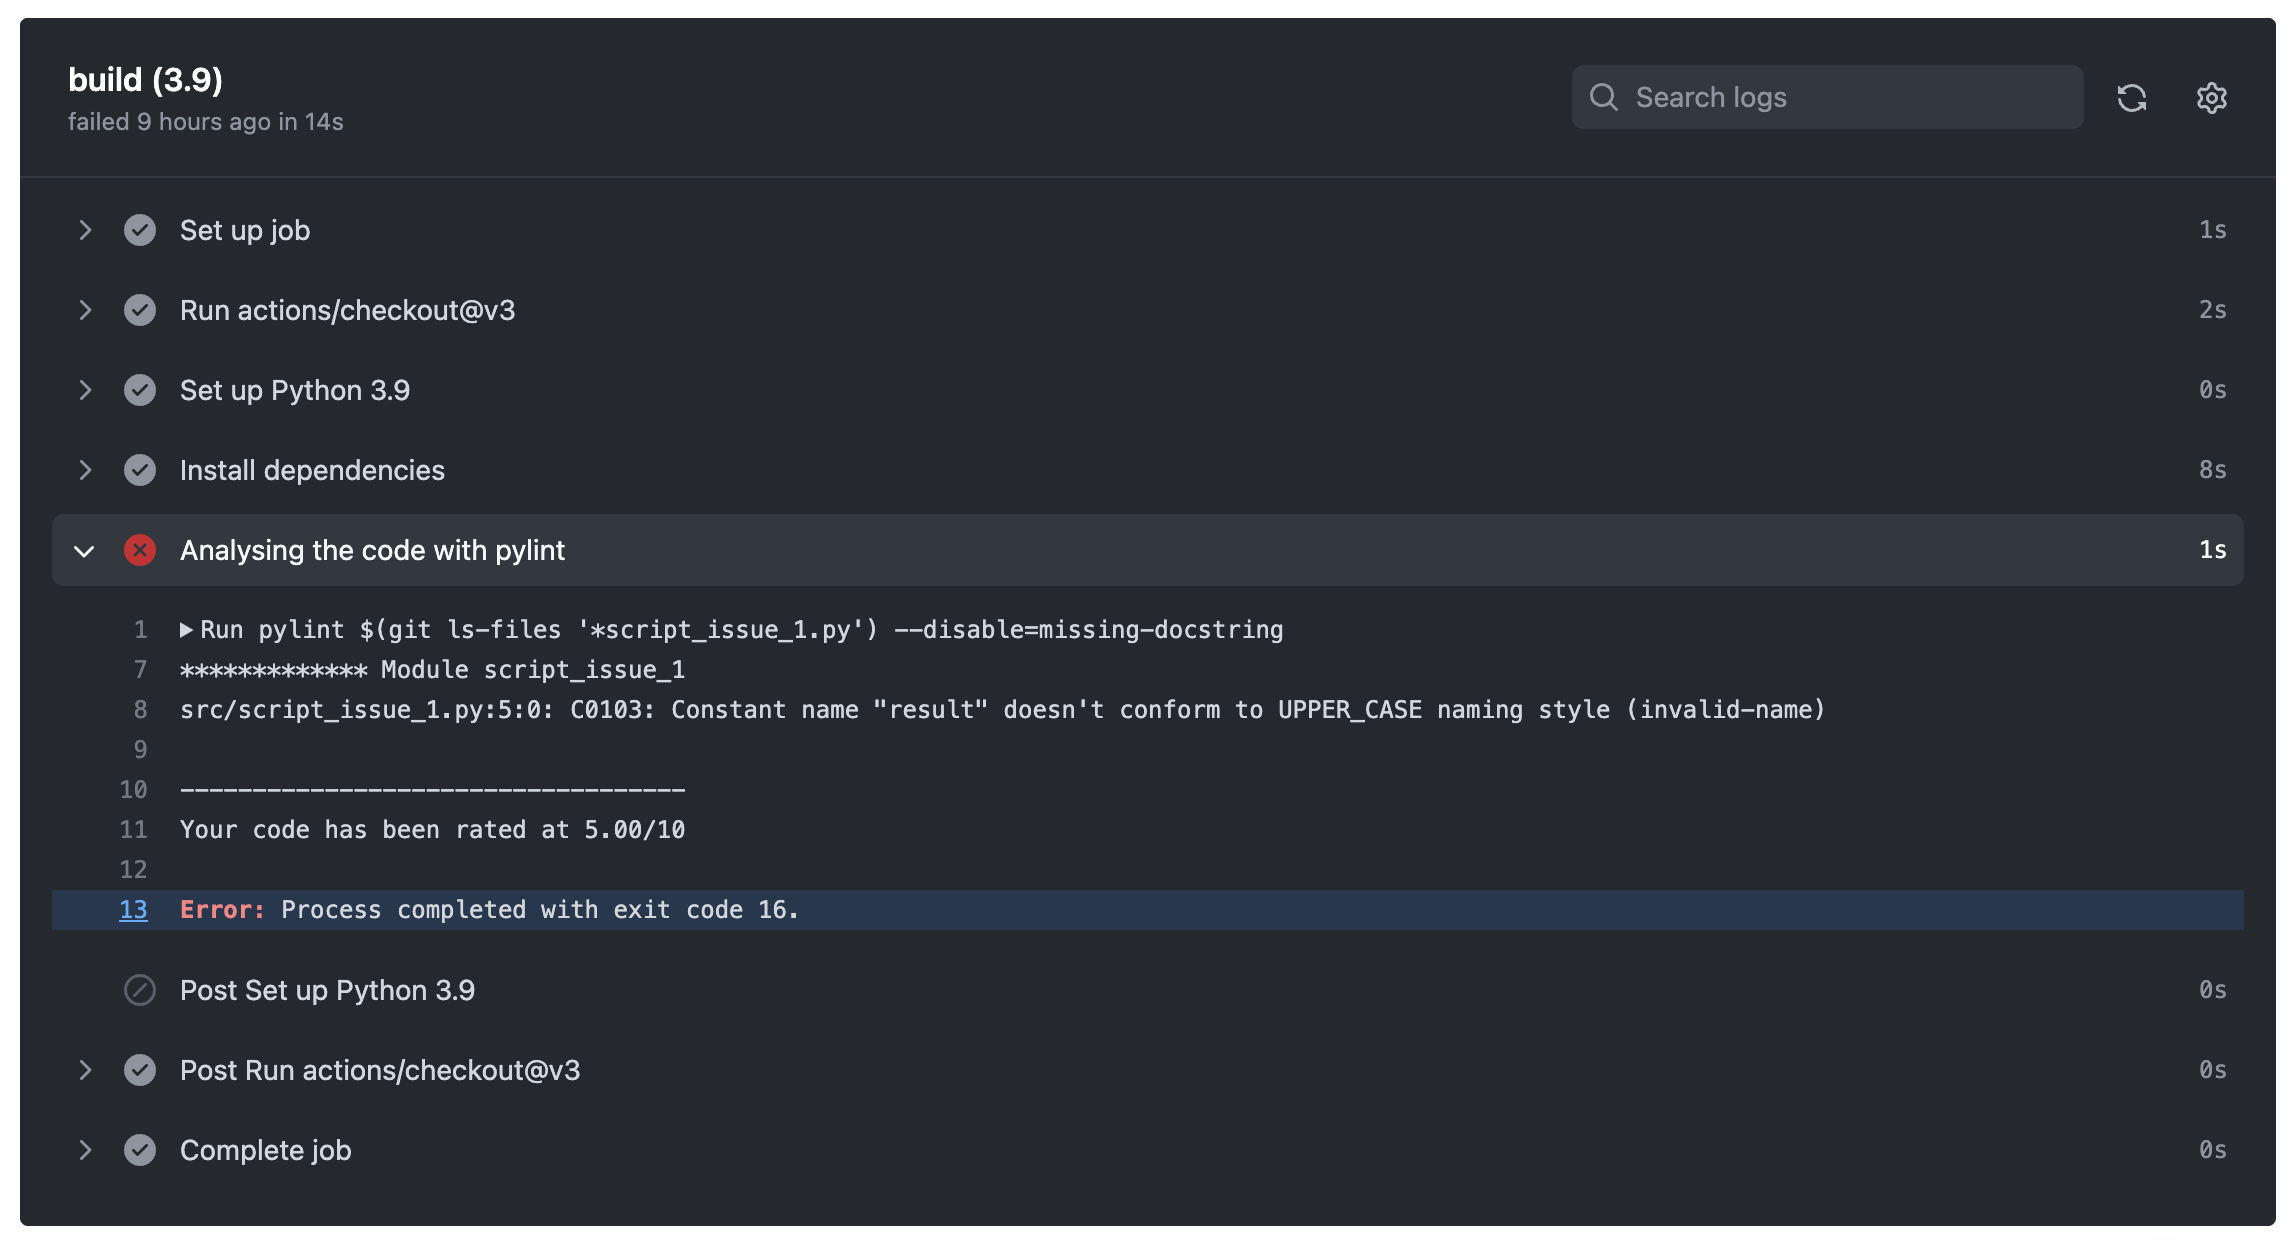 build (3.9)
failed 9 hours ago in 14s
Search logs
Set up job 1s
Run actions/checkout@v3 2s
Set up Python 3.9 0s
Install dependencies 8s
Analysing the code with pylint 1s
1 Run pylint $(git ls-files '*script_issue_1.py') --disable=missing-docstring
7 ************* Module script_issue_1
8 src/script_issue_1.py:5:0: C0103: Constant name "result" doesn't conform to UPPER_CASE naming style (invalid-name)
9
10 -----------------------------------
11 Your code has been rated at 5.00/10
12
13 Error: Process completed with exit code 16.
Post Set up Python 3.9 0s
Post Run actions/checkout@v3 0s
Complete job 0s